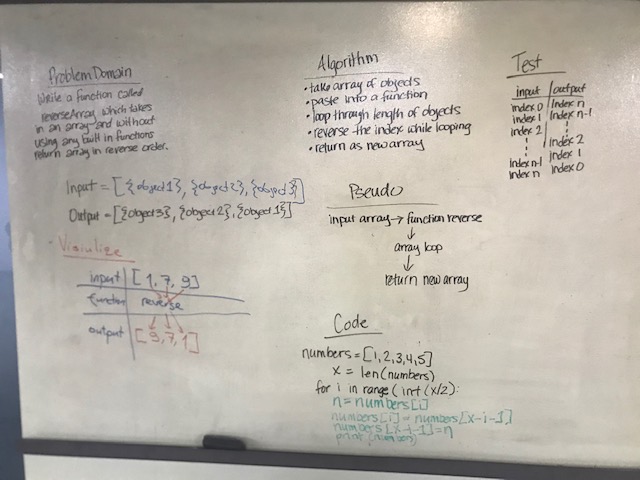 Problem Domain
Write a function called
reverseArray which takes
in an array and without
using any built in functions
return array in reverse order.
Input = [{object1}, {object2}, {object3}]
Output = [{object3}, {object2}, {object1}]
Visiulize
input [1, 7, 9]
function reverse
output [9, 7, 1]
Algorithm
• take array of objects
• paste into a function
• loop through length of objects
• reverse the index while looping
• return as new array
Pseudo
input array → function reverse
↓
array loop
↓
return new array
Code
numbers = [1, 2, 3, 4, 5]
x = len(numbers)
for i in range (int (x/2):
n = numbers[i]
numbers[i] = numbers[x-i-1]
numbers[x-i-1] = n
print
Test
input output
index 0 index n
index 1 index n-1
index 2
index 2
index n-1 index 1
index n index 0